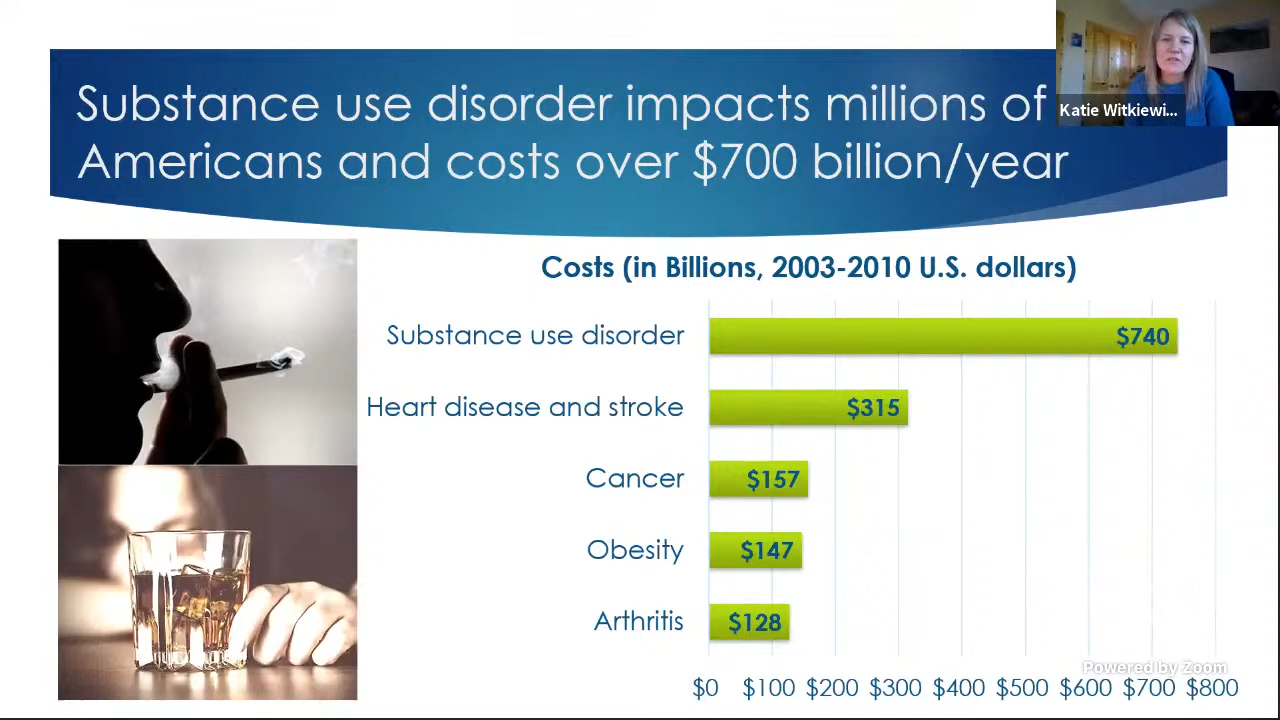 Substance use disorder impacts millions of
Americans and costs over $700 billion/year
Katie Witkiewi...
Costs (in Billions, 2003-2010 U.S. dollars)
Substance use disorder $740
Heart disease and stroke $315
Cancer $157
Obesity $147
Arthritis $128
Powered by Zoom
$0 $100 $200 $300 $400 $500 $600 $700 $800